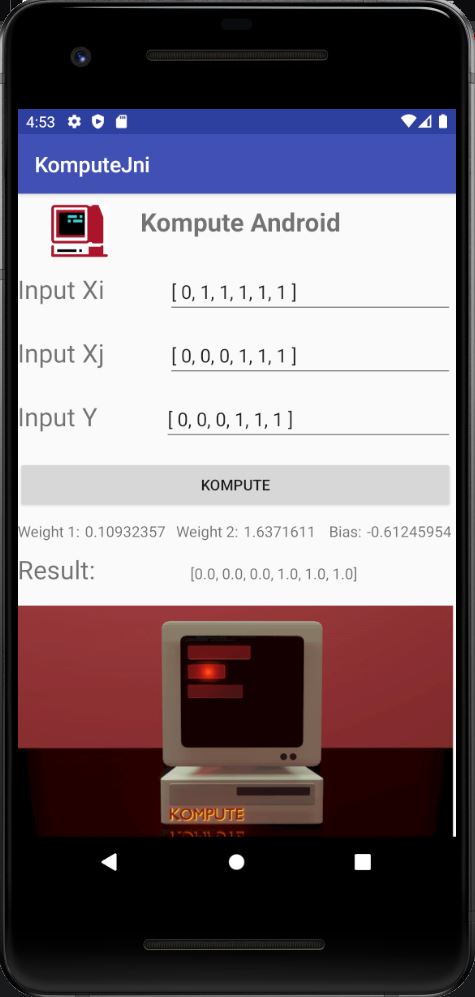 4:53
KomputeJni
Kompute Android
Input Xi [ 0, 1, 1, 1, 1, 1 ]
Input Xj [ 0, 0, 0, 1, 1, 1 ]
Input Y [ 0, 0, 0, 1, 1, 1 ]
KOMPUTE
Weight 1: 0.10932357 Weight 2: 1.6371611 Bias: -0.61245954
Result: [0.0, 0.0, 0.0, 1.0, 1.0, 1.0]
KOMPUTE